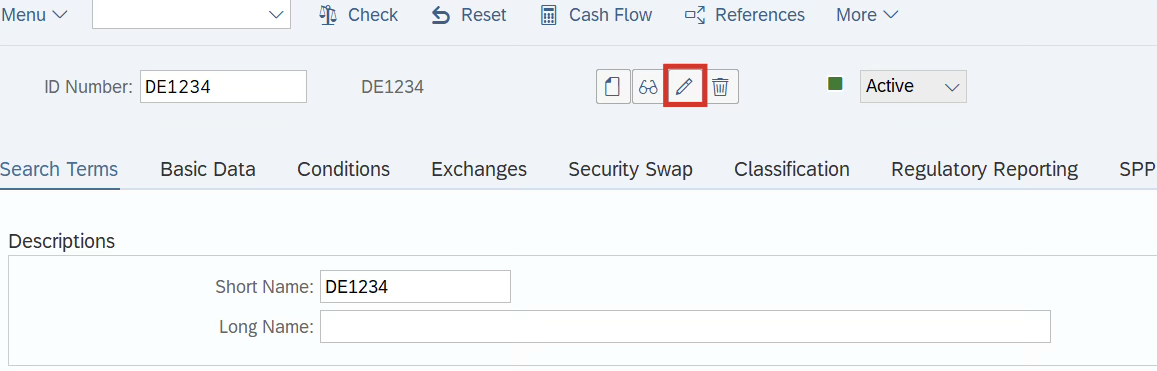 Menu Check Reset Cash Flow References More
ID Number: DE1234 DE1234 Active
Search Terms Basic Data Conditions Exchanges Security Swap Classification Regulatory Reporting SPP
Descriptions
Short Name: DE1234
Long Name: